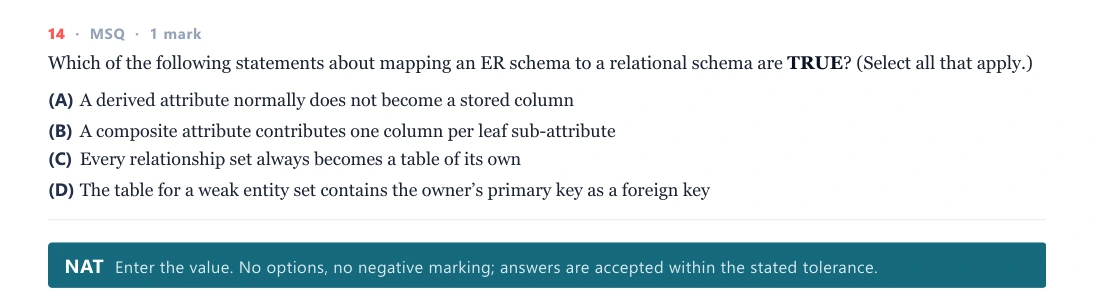 14 · MSQ · 1 mark
Which of the following statements about mapping an ER schema to a relational schema are TRUE? (Select all that apply.)
(A) A derived attribute normally does not become a stored column
(B) A composite attribute contributes one column per leaf sub-attribute
(C) Every relationship set always becomes a table of its own
(D) The table for a weak entity set contains the owner’s primary key as a foreign key
NAT Enter the value. No options, no negative marking; answers are accepted within the stated tolerance.